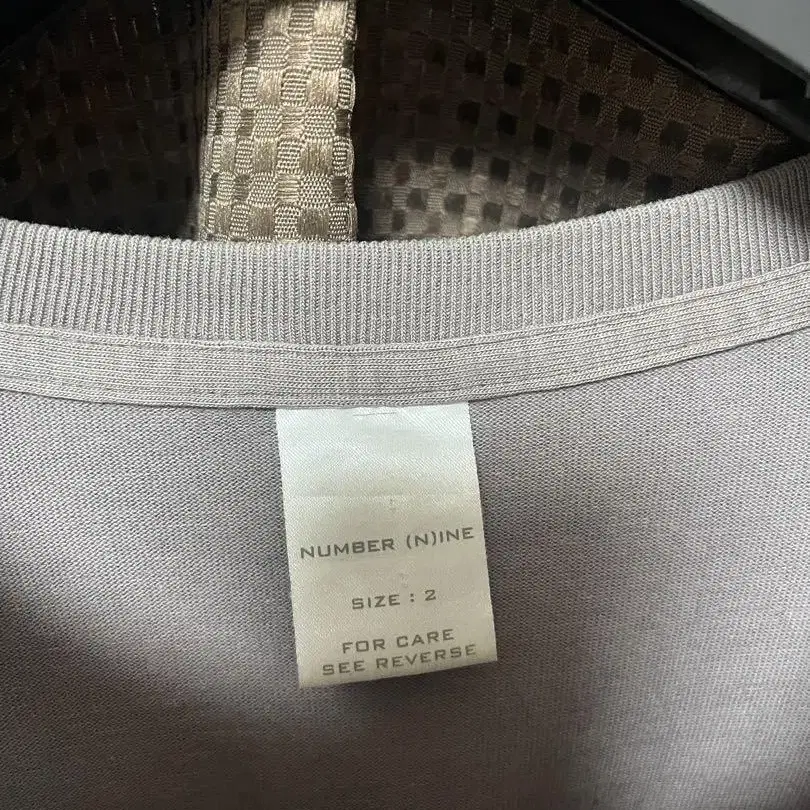 NUMBER (N)INE
SIZE : 2
FOR CARE
SEE REVERSE